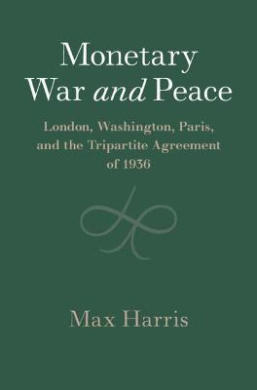 Monetary
War and Peace
London, Washington, Paris,
and the Tripartite Agreement
of 1936
Max Harris